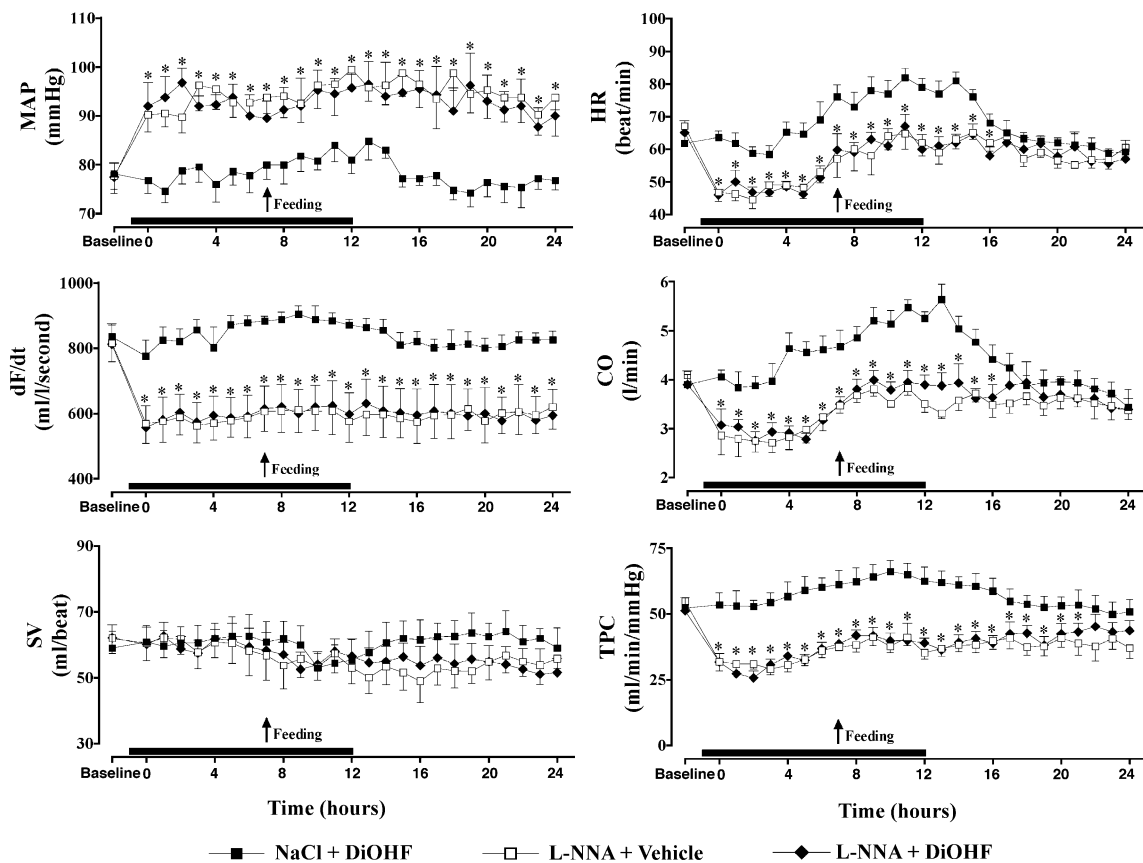 MAP
(mmHg)
110
100
90
80
70
Feeding
Baseline 0 4 8 12 16 20 24
HR
(beat/min)
100
90
80
70
60
50
40
Feeding
Baseline 0 4 8 12 16 20 24
dF/dt
(ml/second)
1000
800
600
400
Feeding
Baseline 0 4 8 12 16 20 24
CO
(l/min)
6
5
4
3
2
Feeding
Baseline 0 4 8 12 16 20 24
SV
(ml/beat)
90
70
50
30
Feeding
Baseline 0 4 8 12 16 20 24
Time (hours)
TPC
(ml/min/mmHg)
75
50
25
0
Feeding
Baseline 0 4 8 12 16 20 24
Time (hours)
NaCl + DiOHF L-NNA + Vehicle L-NNA + DiOHF